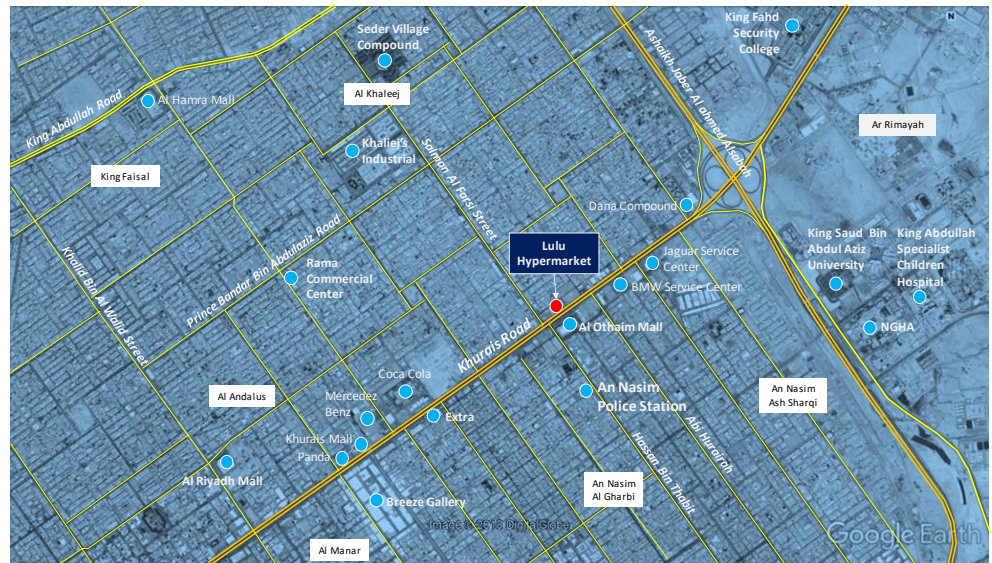 King Fahd
Security
College
N
Seder Village
Compound
Ashaikh Jaber Al ahmed Alsabah
Al Khaleej
Al Hamra Mall
King Abdullah Road
Ar Rimayah
Khaliej's
Industrial
Salman Al Farsi Street
King Faisal
Dana Compound
Prince Bandar Bin Abdulaziz Road
King Saud Bin
Abdul Aziz
University
King Abdullah
Specialist
Children
Hospital
Lulu
Hypermarket
Jaguar Service
Center
Khalid Bin Al Walid Street
Rama
Commercial
Center
BMW Service Center
Al Othaim Mall
NGHA
Khurais Road
Coca Cola
An Nasim
Police Station
An Nasim
Ash Sharqi
Al Andalus
Mercedez
Benz
Extra
Abi Hurairah
Khurais Mall
Panda
Hassan Bin Thabit
Al Riyadh Mall
An Nasim
Al Gharbi
Breeze Gallery
Image © 2018 DigitalGlobe
Google Earth
Al Manar